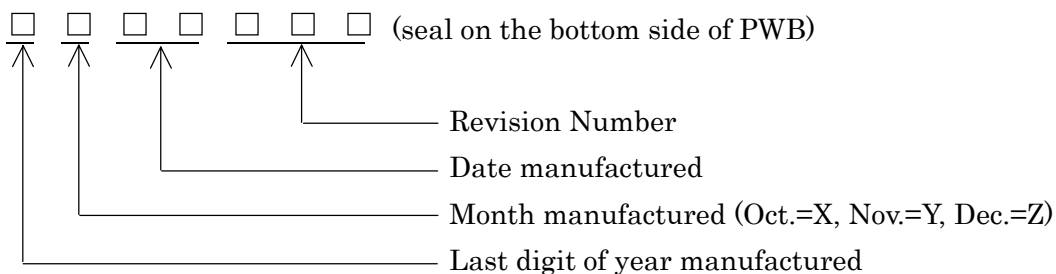 □ □ □ □ □ □ □ (seal on the bottom side of PWB)
Revision Number
Date manufactured
Month manufactured (Oct.=X, Nov.=Y, Dec.=Z)
Last digit of year manufactured